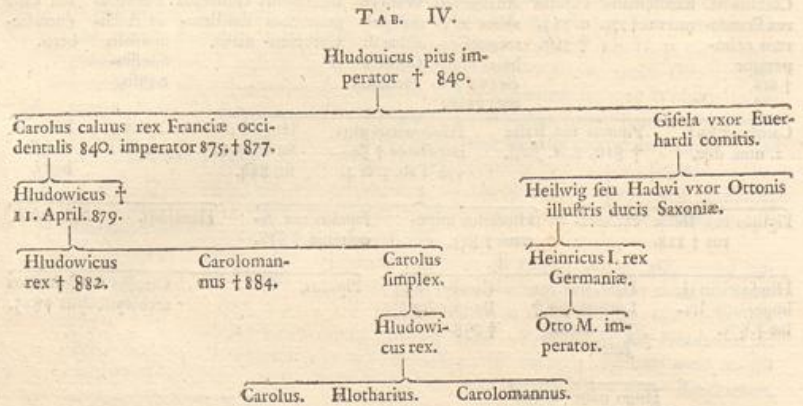 TAB. IV.
Hludouicus pius im-
perator † 840.
Carolus caluus rex Franciæ occi-
dentalis 840. imperator 875. † 877.
Giſela vxor Euer-
hardi comitis.
Hludowicus †
11. April. 879.
Heilwig ſeu Hadwi vxor Ottonis
illuſtris ducis Saxoniæ.
Hludowicus
rex † 882.
Caroloman-
nus † 884.
Carolus
ſimplex.
Heinricus I. rex
Germaniæ.
Hludowi-
cus rex.
Otto M. im-
perator.
Carolus. Hlotharius. Carolomannus.